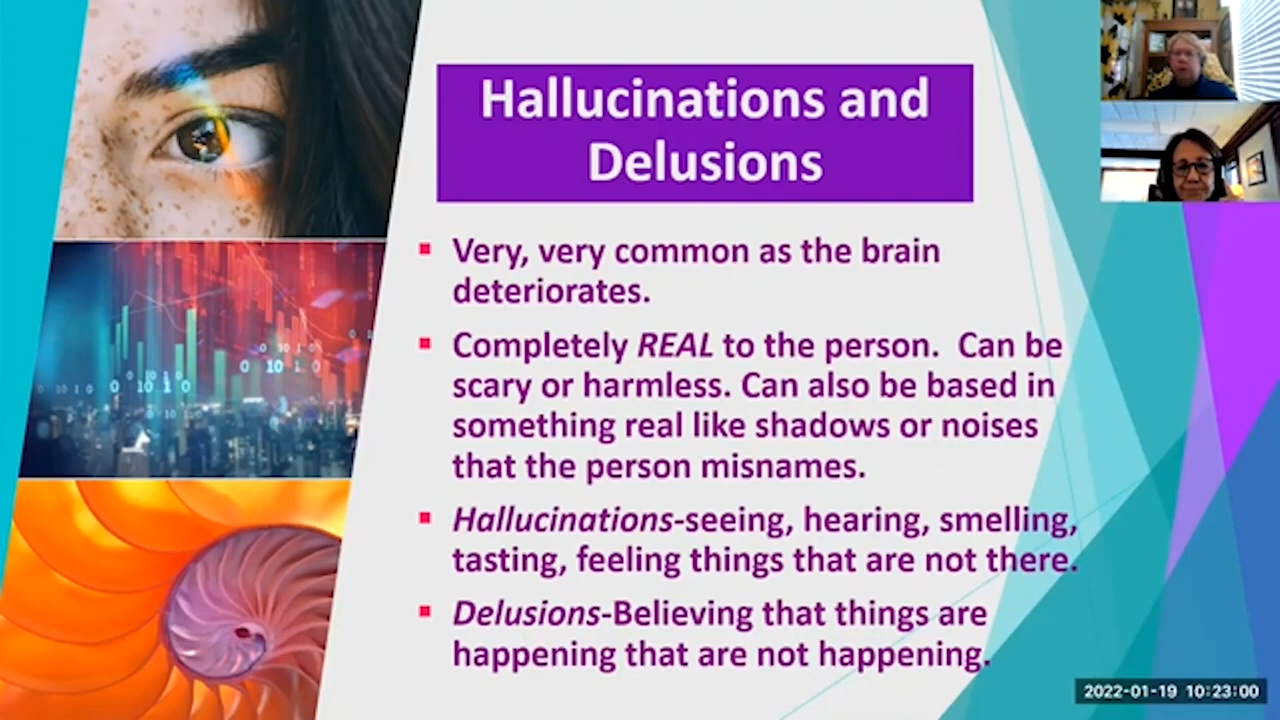 Hallucinations and
Delusions
▪ Very, very common as the brain
deteriorates.
▪ Completely REAL to the person.  Can be
scary or harmless. Can also be based in
something real like shadows or noises
that the person misnames.
▪ Hallucinations-seeing, hearing, smelling,
tasting, feeling things that are not there.
▪ Delusions-Believing that things are
happening that are not happening.
2022-01-19 10:23:00